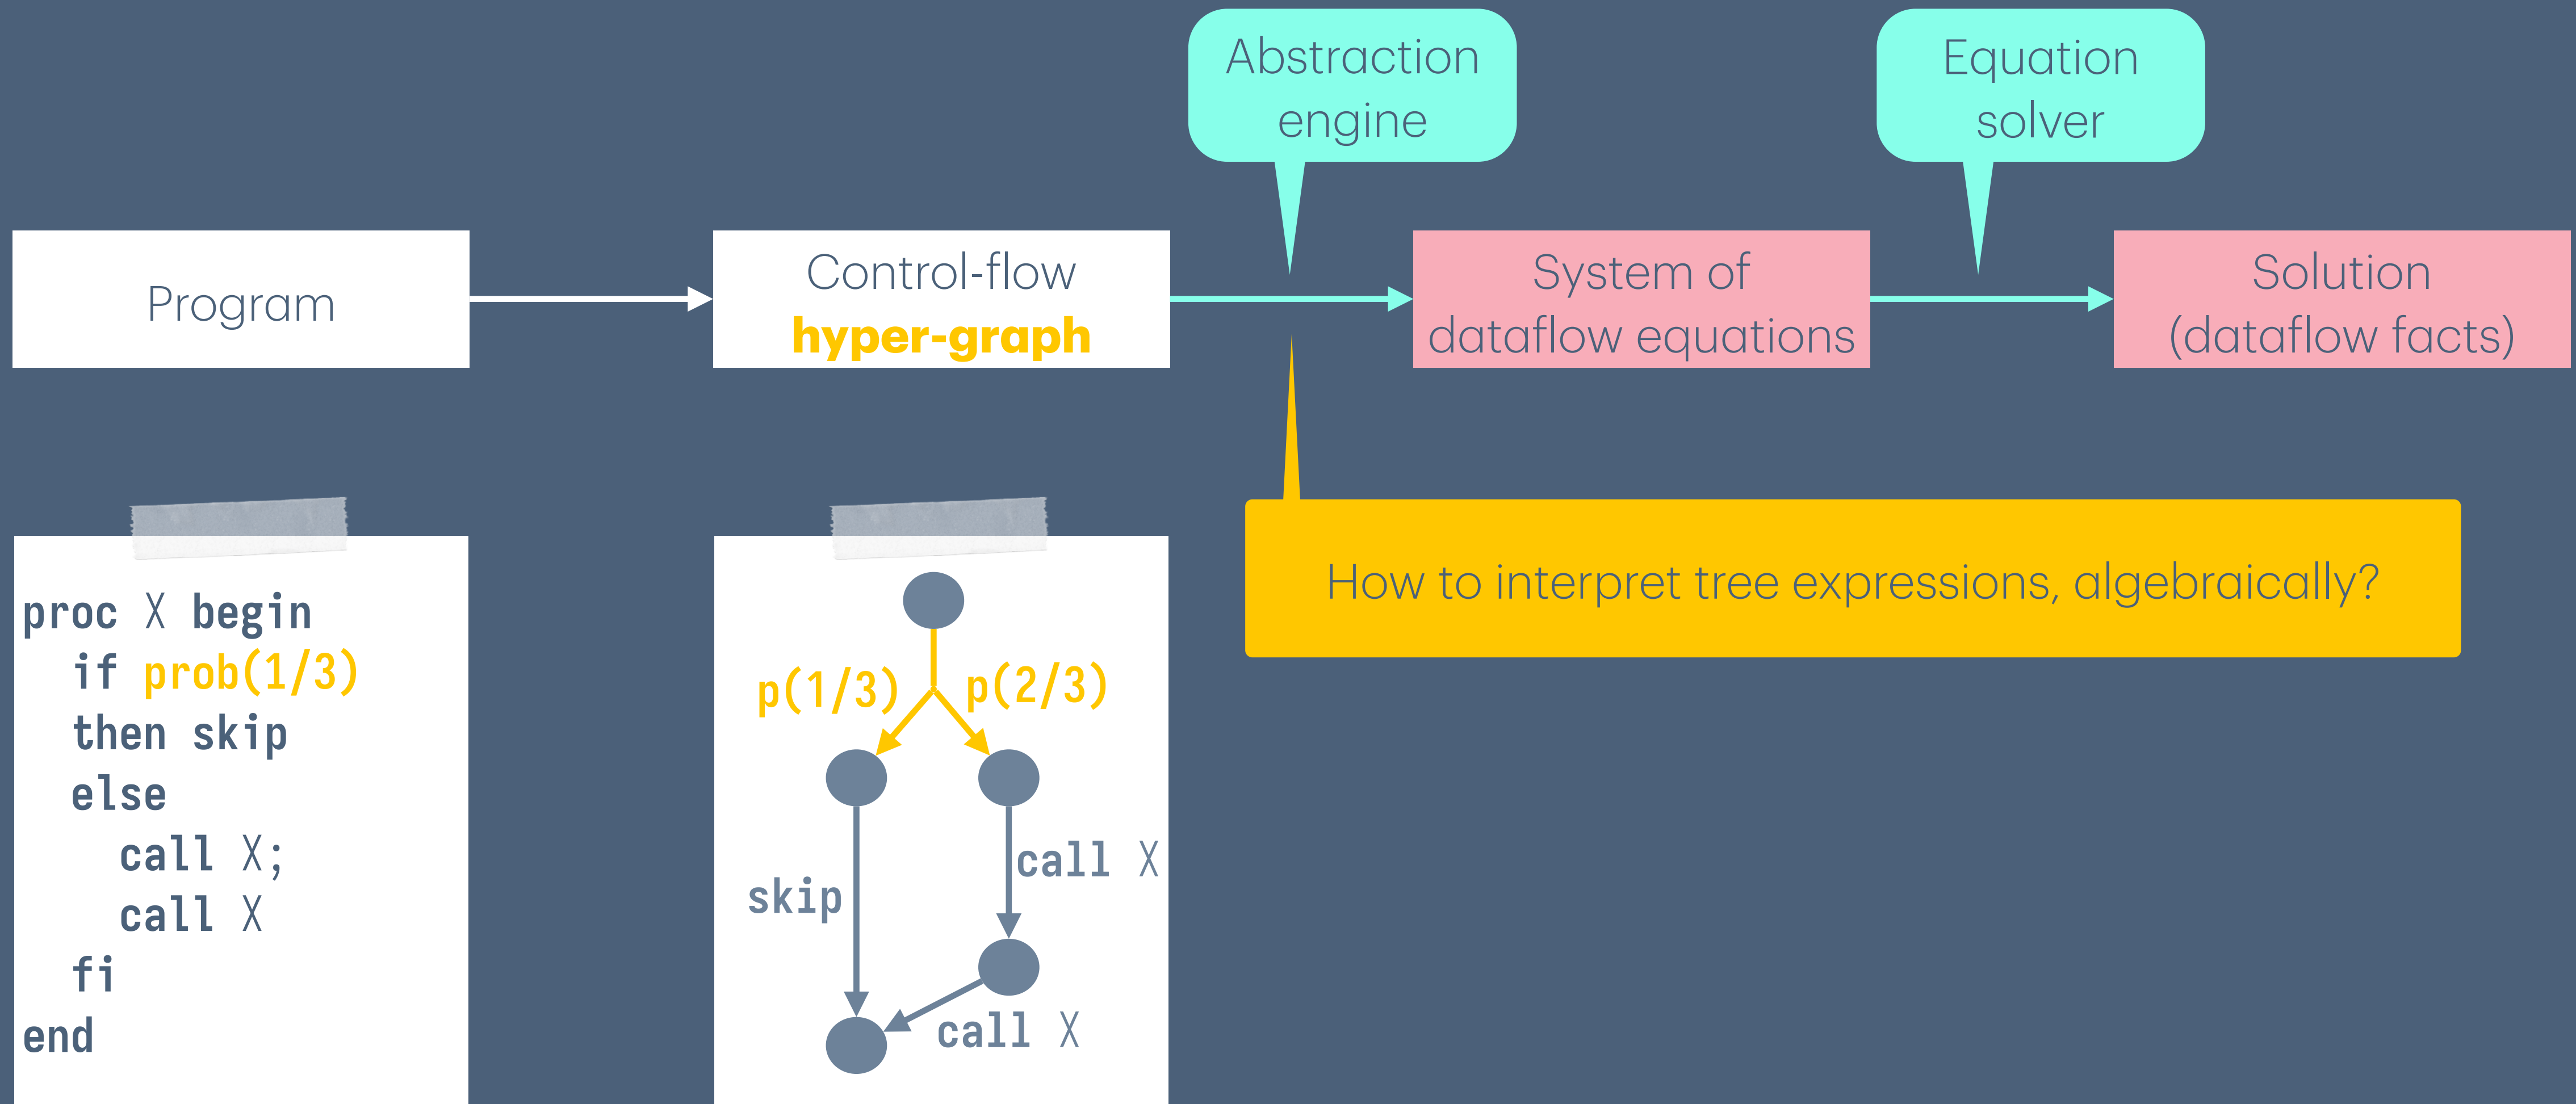 Abstraction
engine
Equation
solver
Program
Control-flow
hyper-graph
System of
dataflow equations
Solution
(dataflow facts)
How to interpret tree expressions, algebraically?
proc X begin
if prob(1/3)
then skip
else
call X;
call X
fi
end
p(1/3)
p(2/3)
call X
skip
call X